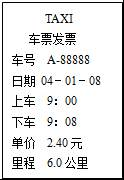 TAXI
车票发票
车号 A-88888
日期 04－01－08
上车 9：00
下车 9：08
单价 2.40元
里程 6.0公里